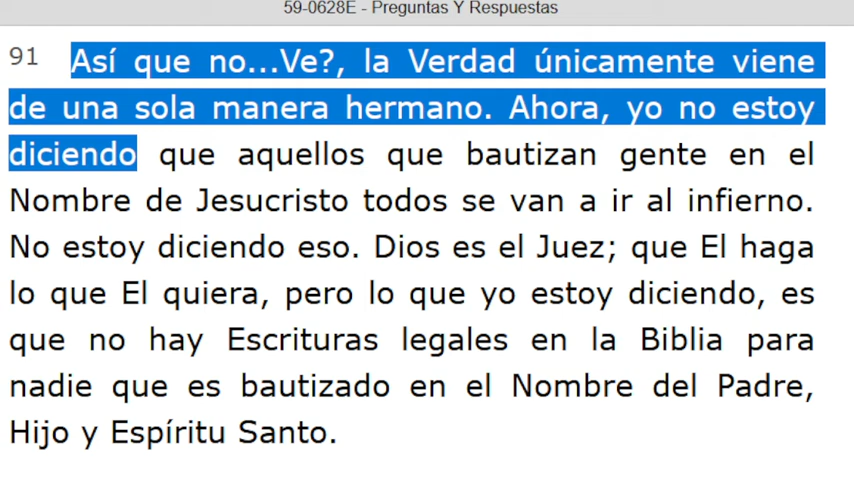 59-0628E - Preguntas Y Respuestas
91 Así que no...Ve?, la Verdad únicamente viene
de una sola manera hermano. Ahora, yo no estoy
diciendo que aquellos que bautizan gente en el
Nombre de Jesucristo todos se van a ir al infierno.
No estoy diciendo eso. Dios es el Juez; que El haga
lo que El quiera, pero lo que yo estoy diciendo, es
que no hay Escrituras legales en la Biblia para
nadie que es bautizado en el Nombre del Padre,
Hijo y Espíritu Santo.